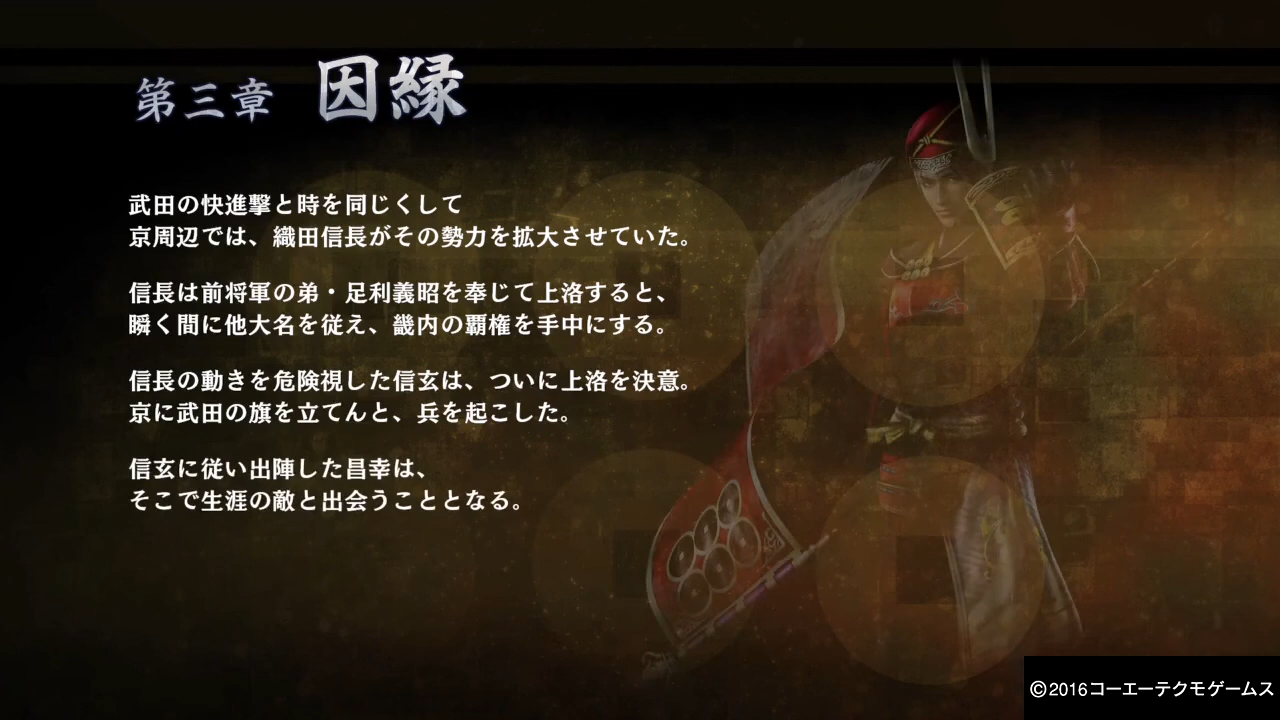 第三章 因縁
武田の快進撃と時を同じくして
京周辺では、織田信長がその勢力を拡大させていた。
信長は前将軍の弟・足利義昭を奉じて上洛すると、
瞬く間に他大名を従え、畿内の覇権を手中にする。
信長の動きを危険視した信玄は、ついに上洛を決意。
京に武田の旗を立てんと、兵を起こした。
信玄に従い出陣した昌幸は、
そこで生涯の敵と出会うこととなる。
©2016コーエーテクモゲームス